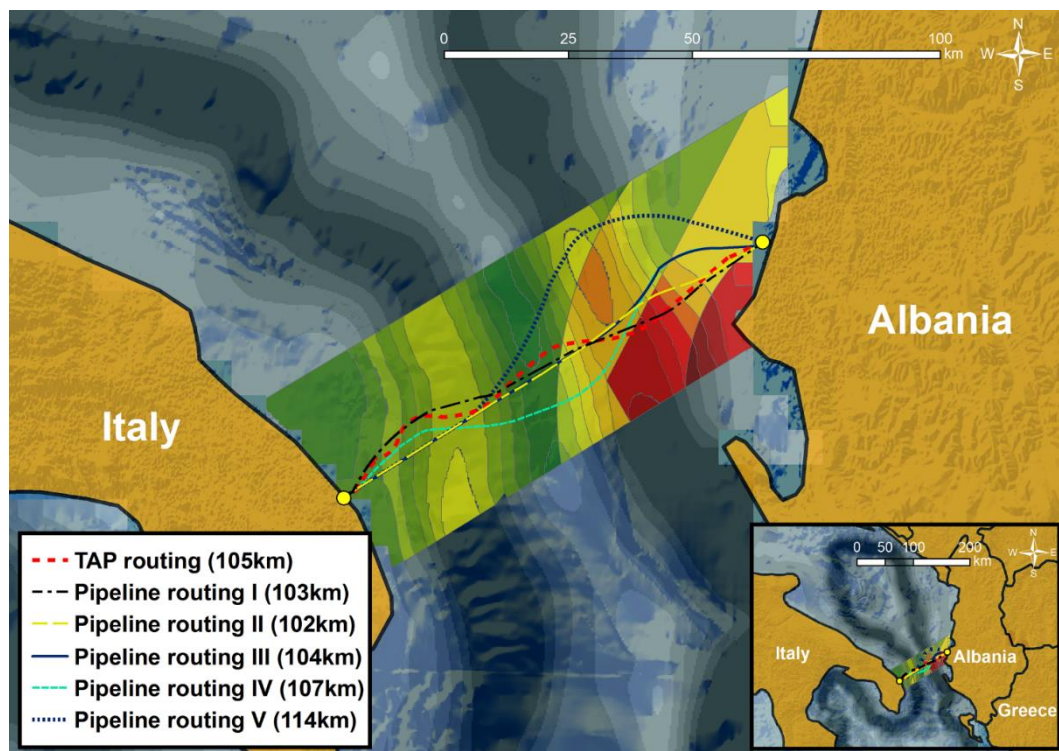 0 25 50 100
km
N
W E
S
Albania
Italy
TAP routing (105km)
Pipeline routing I (103km)
Pipeline routing II (102km)
Pipeline routing III (104km)
Pipeline routing IV (107km)
Pipeline routing V (114km)
0 50 100 200
km
N
W E
S
Italy
Albania
Greece